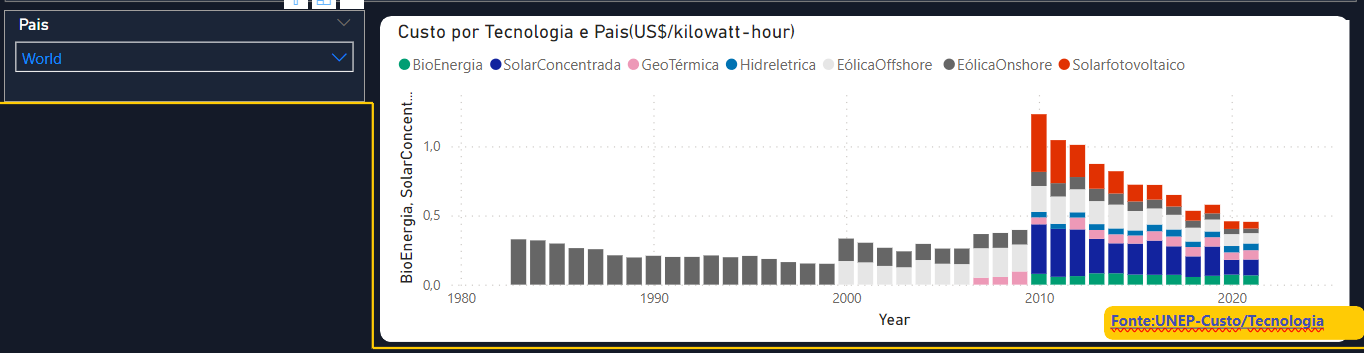 Pais
World
Custo por Tecnologia e Pais(US$/kilowatt-hour)
BioEnergia SolarConcentrada GeoTérmica Hidreletrica EólicaOffshore EólicaOnshore Solarfotovoltaico
BioEnergia, SolarConcent...
1,0
0,5
0,0
1980 1990 2000 2010 2020
Year
Fonte:UNEP-Custo/Tecnologia